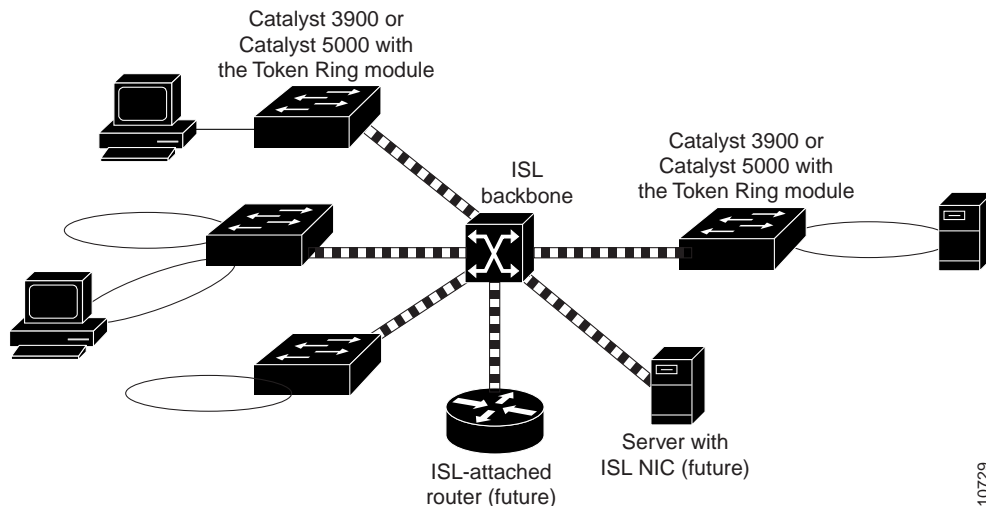 Catalyst 3900 or
Catalyst 5000 with
the Token Ring module
ISL
backbone
Catalyst 3900 or
Catalyst 5000 with
the Token Ring module
ISL-attached
router (future)
Server with
ISL NIC (future)
10729